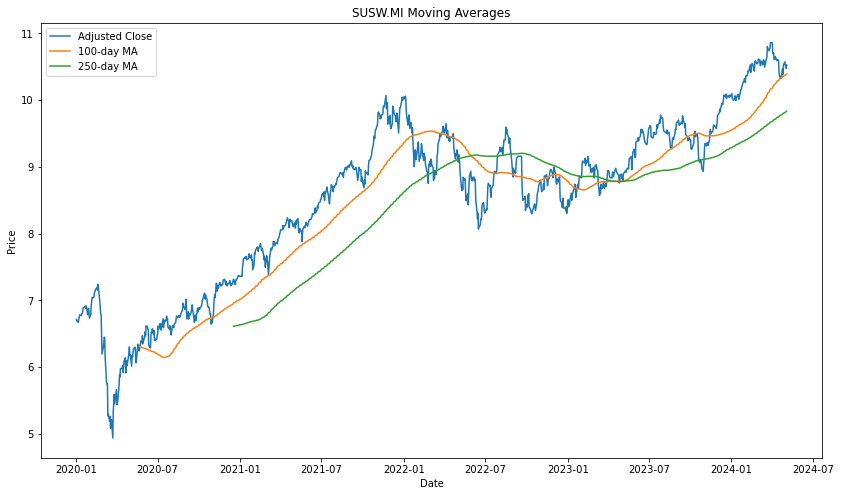 SUSW.MI Moving Averages
Adjusted Close
100-day MA
250-day MA
11
10
9
8
7
6
5
Price
2020-01 2020-07 2021-01 2021-07 2022-01 2022-07 2023-01 2023-07 2024-01 2024-07
Date